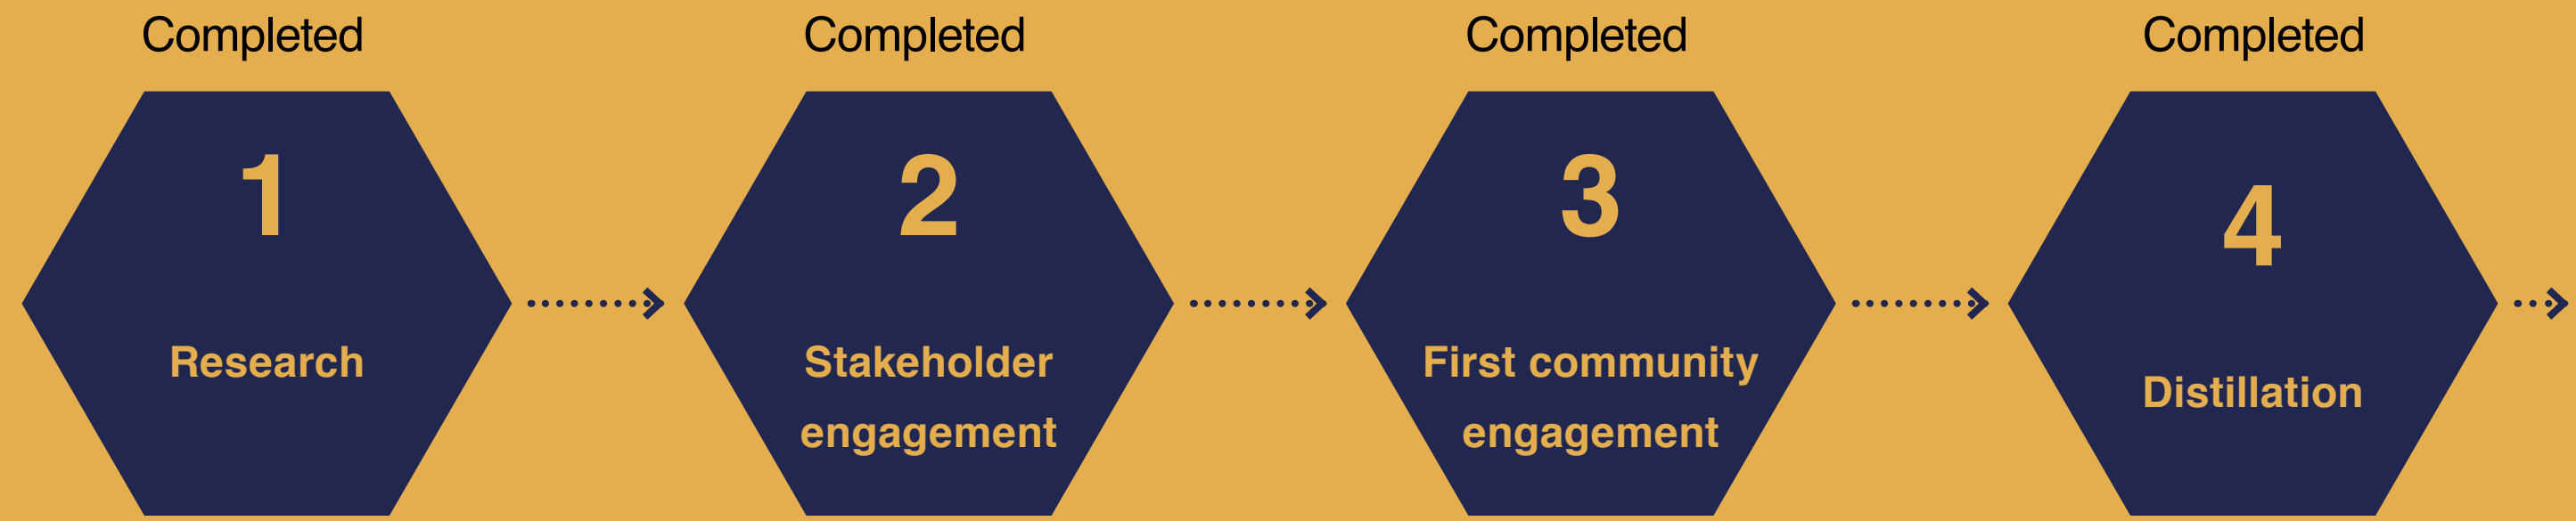 Completed
1
Research
Completed
2
Stakeholder
engagement
Completed
3
First community
engagement
Completed
4
Distillation